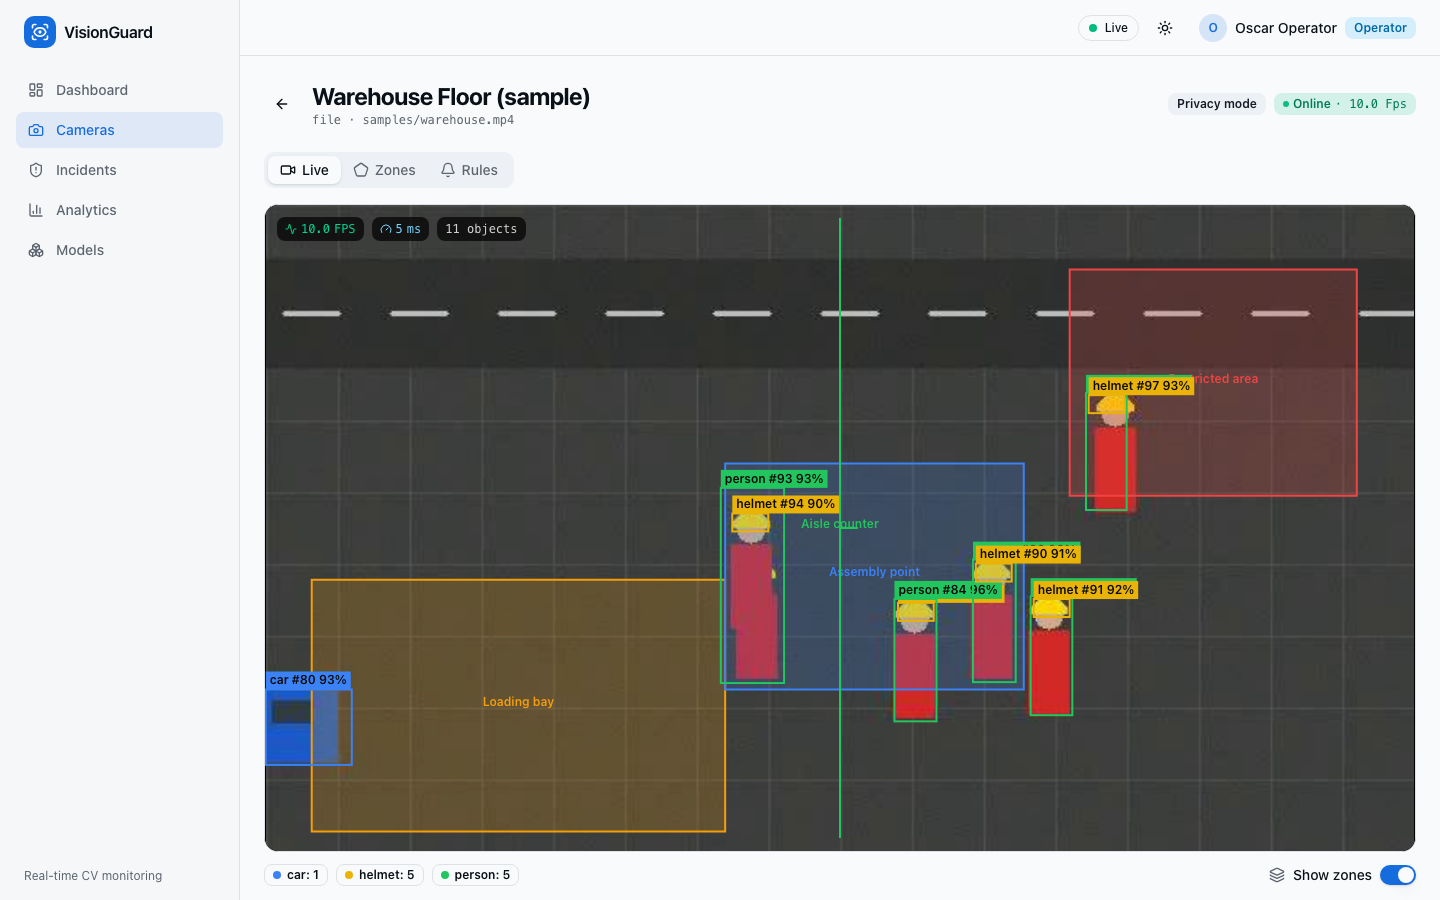 VisionGuard
Live
O
Oscar Operator
Operator
Dashboard
Cameras
Incidents
Analytics
Models
Real-time CV monitoring
Warehouse Floor (sample)
file · samples/warehouse.mp4
Privacy mode
Online · 10.0 Fps
Live
Zones
Rules
10.0 FPS
5 ms
11 objects
helmet #97 93%
area
person #93 93%
helmet #94 90%
Aisle counter
helmet #90 91%
Assembly point
person #84 96%
helmet #91 92%
car #80 93%
Loading bay
car: 1
helmet: 5
person: 5
Show zones